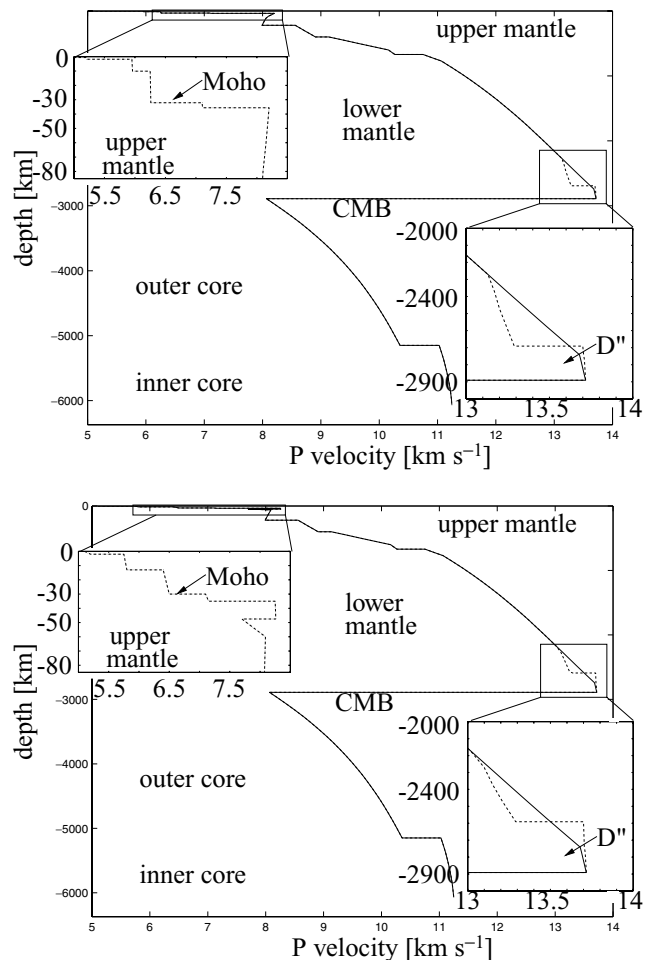 upper mantle
0
-30
-50
-80
Moho
upper
mantle
5.5 6.5 7.5
lower
mantle
CMB
-2000
-2400
-2900
D"
13 13.5 14
outer core
inner core
depth [km]
−3000
−4000
−5000
−6000
5 6 7 8 9 10 11 12 13 14
P velocity [km s⁻¹]
0
upper mantle
0
-30
-50
-80
Moho
upper
mantle
5.5 6.5 7.5
lower
mantle
CMB
-2000
-2400
-2900
D"
13 13.5 14
outer core
inner core
depth [km]
−3000
−4000
−5000
−6000
5 6 7 8 9 10 11 12 13 14
P velocity [km s⁻¹]